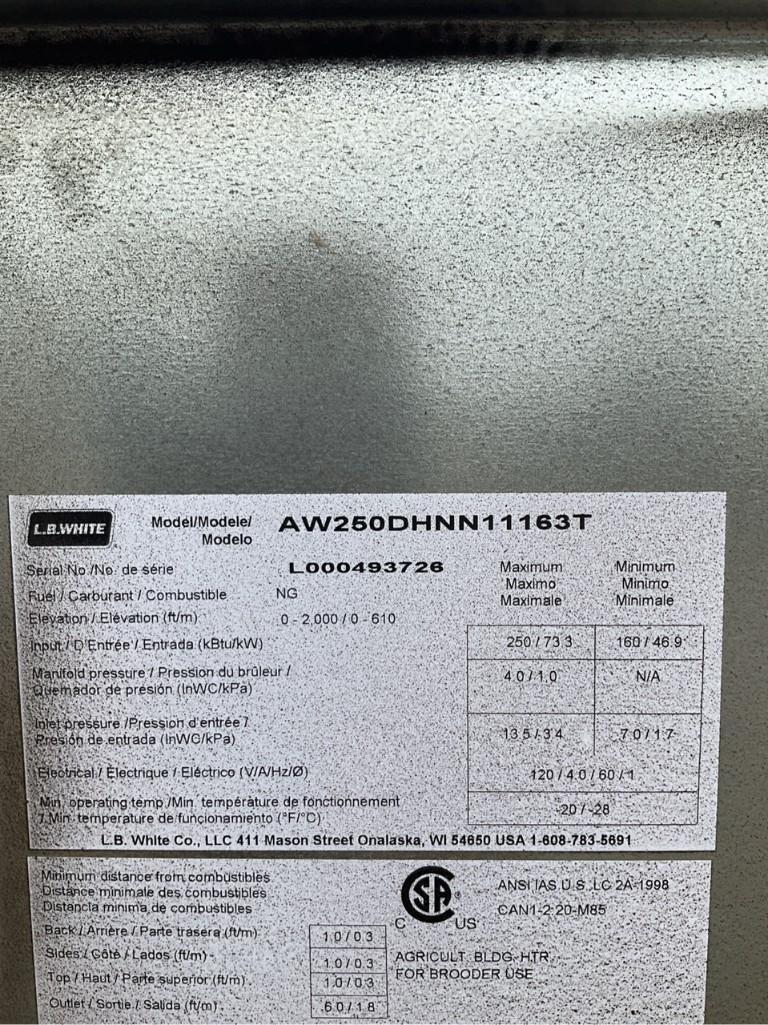 L.B.WHITE
Model/Modele/
Modelo
AW250DHNN11163T
Serial No./No. de série
L000493726
Maximum
Maximo
Maximale
Minimum
Minimo
Minimale
Fuel / Carburant / Combustible
NG
Elevation / Elévation (ft/m)
0 - 2,000 / 0 - 610
Input / D'Entrée / Entrada (kBtu/kW)
250 / 73.3
160 / 46.9
Manifold pressure / Pression du brûleur /
Quemador de presión (InWC/kPa)
4.0 / 1.0
N/A
Inlet pressure /Pression d'entrée /
Presión de entrada (InWC/kPa)
13.5 / 3.4
7.0 / 1.7
Electrical / Électrique / Eléctrico (V/A/Hz/Ø)
120 / 4.0 / 60 / 1
Min. operating temp./Min. température de fonctionnement
/ Min. temperature de funcionamiento (°F/°C)
-20 / -28
L.B. White Co., LLC 411 Mason Street Onalaska, WI 54650 USA 1-608-783-5691
Minimum distance from combustibles
Distance minimale des combustibles
Distancia minima de combustibles
Back / Arrière / Parte trasera (ft/m)
1.0 / 0.3
Sides / Côté / Lados (ft/m)
1.0 / 0.3
Top / Haut / Parte superior (ft/m)
1.0 / 0.3
Outlet / Sortie / Salida (ft/m)
6.0 / 1.8
C SA US
ANSI IAS U.S. LC 2A-1998
CAN1-2.20-M85
AGRICULT. BLDG. HTR.
FOR BROODER USE